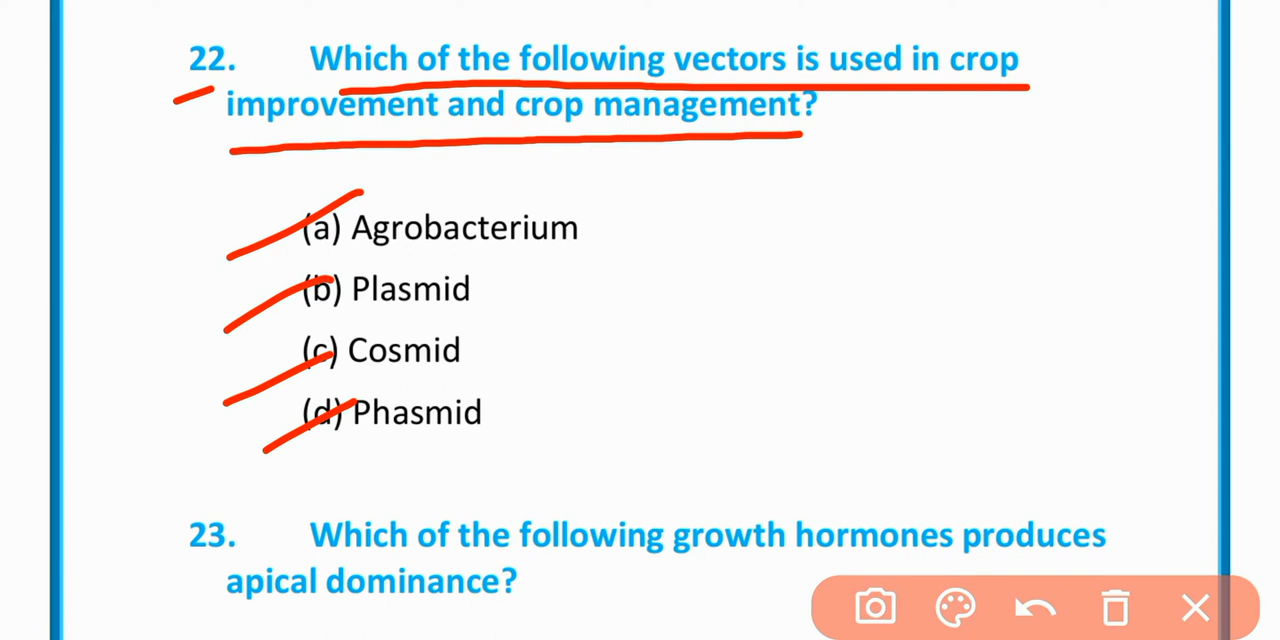 22. Which of the following vectors is used in crop
improvement and crop management?
(a) Agrobacterium
(b) Plasmid
(c) Cosmid
(d) Phasmid
23. Which of the following growth hormones produces
apical dominance?